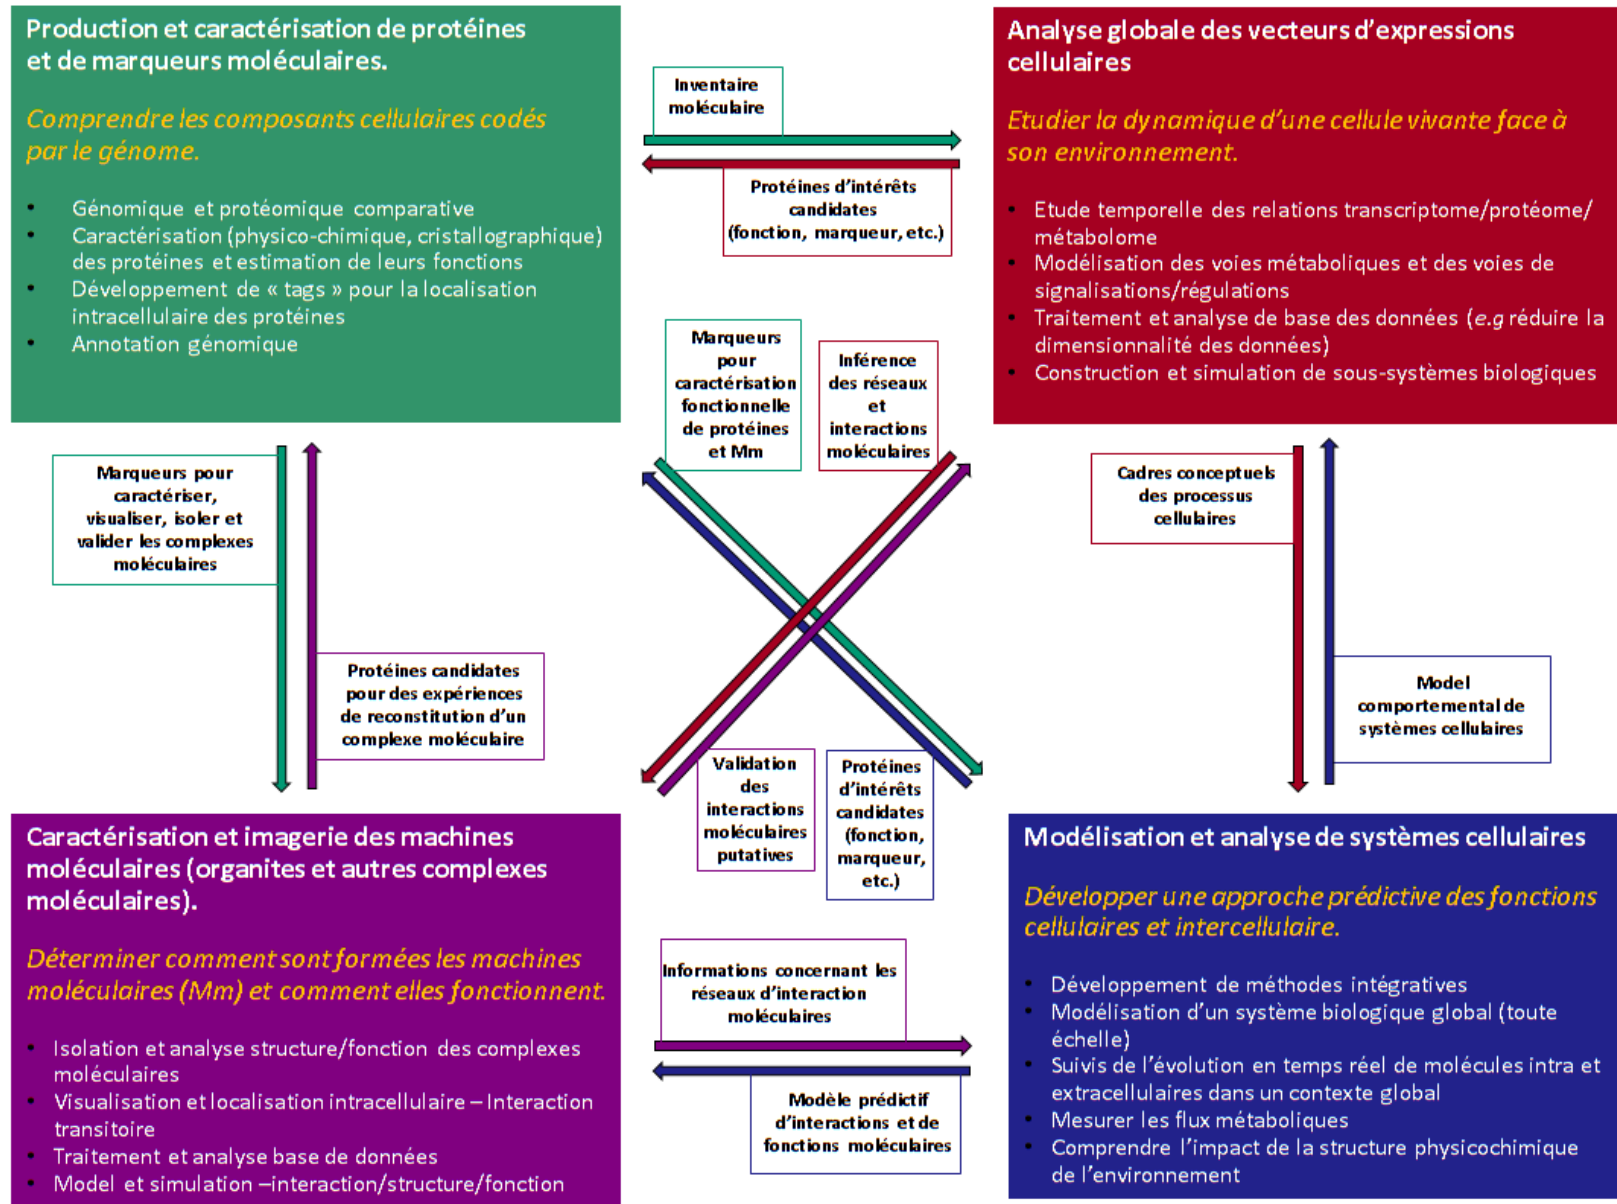 Production et caractérisation de protéines
et de marqueurs moléculaires.
Comprendre les composants cellulaires codés
par le génome.
• Génomique et protéomique comparative
• Caractérisation (physico-chimique, cristallographique)
des protéines et estimation de leurs fonctions
• Développement de « tags » pour la localisation
intracellulaire des protéines
• Annotation génomique
Inventaire
moléculaire
Protéines d'intérêts
candidates
(fonction, marqueur, etc.)
Analyse globale des vecteurs d'expressions
cellulaires
Etudier la dynamique d'une cellule vivante face à
son environnement.
• Etude temporelle des relations transcriptome/protéome/
métabolome
• Modélisation des voies métaboliques et des voies de
signalisations/régulations
• Traitement et analyse de base des données (e.g réduire la
dimensionnalité des données)
• Construction et simulation de sous-systèmes biologiques
Marqueurs
pour
caractérisation
fonctionnelle
de protéines
et Mm
Inférence
des réseaux
et
interactions
moléculaires
Marqueurs pour
caractériser,
visualiser, isoler et
valider les complexes
moléculaires
Protéines candidates
pour des expériences
de reconstitution d'un
complexe moléculaire
Cadres conceptuels
des processus
cellulaires
Model
comportemental de
systèmes cellulaires
Validation
des
interactions
moléculaires
putatives
Protéines
d'intérêts
candidates
(fonction,
marqueur,
etc.)
Caractérisation et imagerie des machines
moléculaires (organites et autres complexes
moléculaires).
Déterminer comment sont formées les machines
moléculaires (Mm) et comment elles fonctionnent.
• Isolation et analyse structure/fonction des complexes
moléculaires
• Visualisation et localisation intracellulaire – Interaction
transitoire
• Traitement et analyse base de données
• Model et simulation –interaction/structure/fonction
Informations concernant les
réseaux d'interaction
moléculaires
Modèle prédictif
d'interactions et de
fonctions moléculaires
Modélisation et analyse de systèmes cellulaires
Développer une approche prédictive des fonctions
cellulaires et intercellulaire.
• Développement de méthodes intégratives
• Modélisation d'un système biologique global (toute
échelle)
• Suivis de l'évolution en temps réel de molécules intra et
extracellulaires dans un contexte global
• Mesurer les flux métaboliques
• Comprendre l'impact de la structure physicochimique
de l'environnement